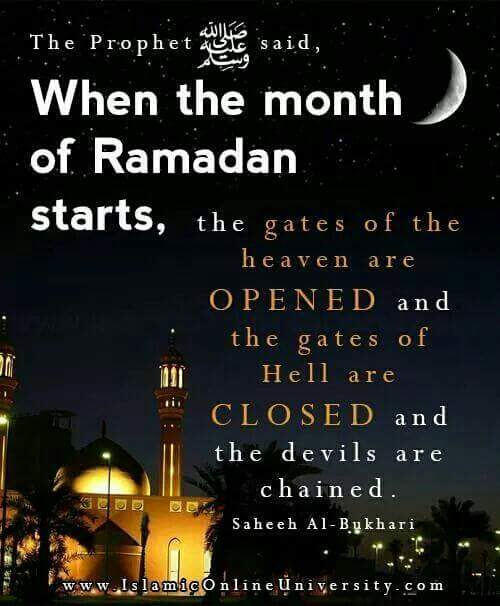 The Prophet ﷺ said,
When the month
of Ramadan
starts, the gates of the
heaven are
OPENED and
the gates of
Hell are
CLOSED and
the devils are
chained.
Saheeh Al-Bukhari
www.IslamicOnlineUniversity.com